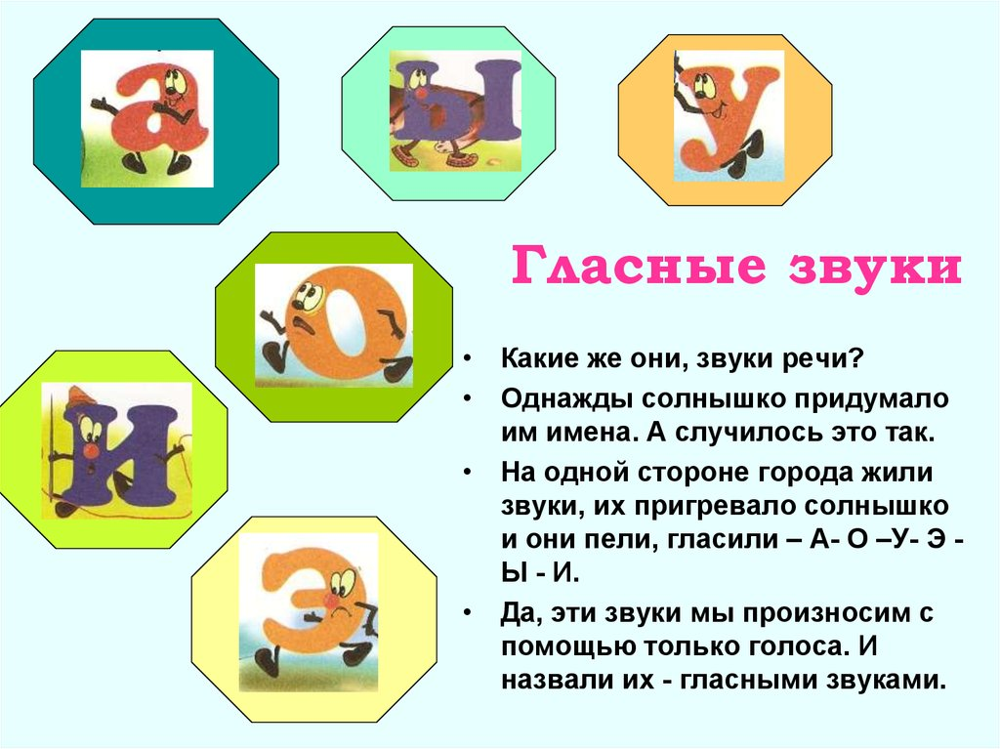 а
ы
у
о
и
э
Гласные звуки
• Какие же они, звуки речи?
• Однажды солнышко придумало
им имена. А случилось это так.
• На одной стороне города жили
звуки, их пригревало солнышко
и они пели, гласили – А- О –У- Э -
Ы - И.
• Да, эти звуки мы произносим с
помощью только голоса. И
назвали их - гласными звуками.